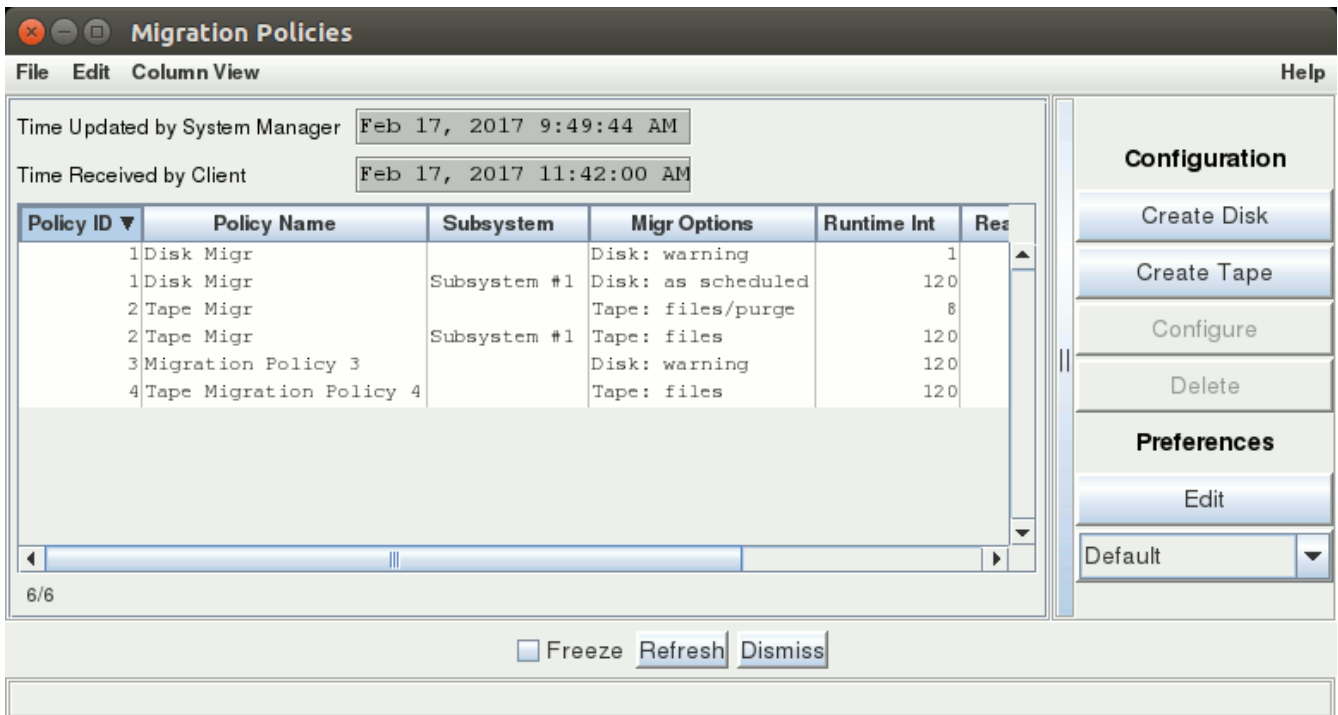 Migration Policies
File Edit Column View Help
Time Updated by System Manager Feb 17, 2017 9:49:44 AM
Time Received by Client Feb 17, 2017 11:42:00 AM
Policy ID Policy Name Subsystem Migr Options Runtime Int Rea
1 Disk Migr Disk: warning 1
1 Disk Migr Subsystem #1 Disk: as scheduled 120
2 Tape Migr Tape: files/purge 8
2 Tape Migr Subsystem #1 Tape: files 120
3 Migration Policy 3 Disk: warning 120
4 Tape Migration Policy 4 Tape: files 120
6/6
Configuration
Create Disk
Create Tape
Configure
Delete
Preferences
Edit
Default
Freeze Refresh Dismiss